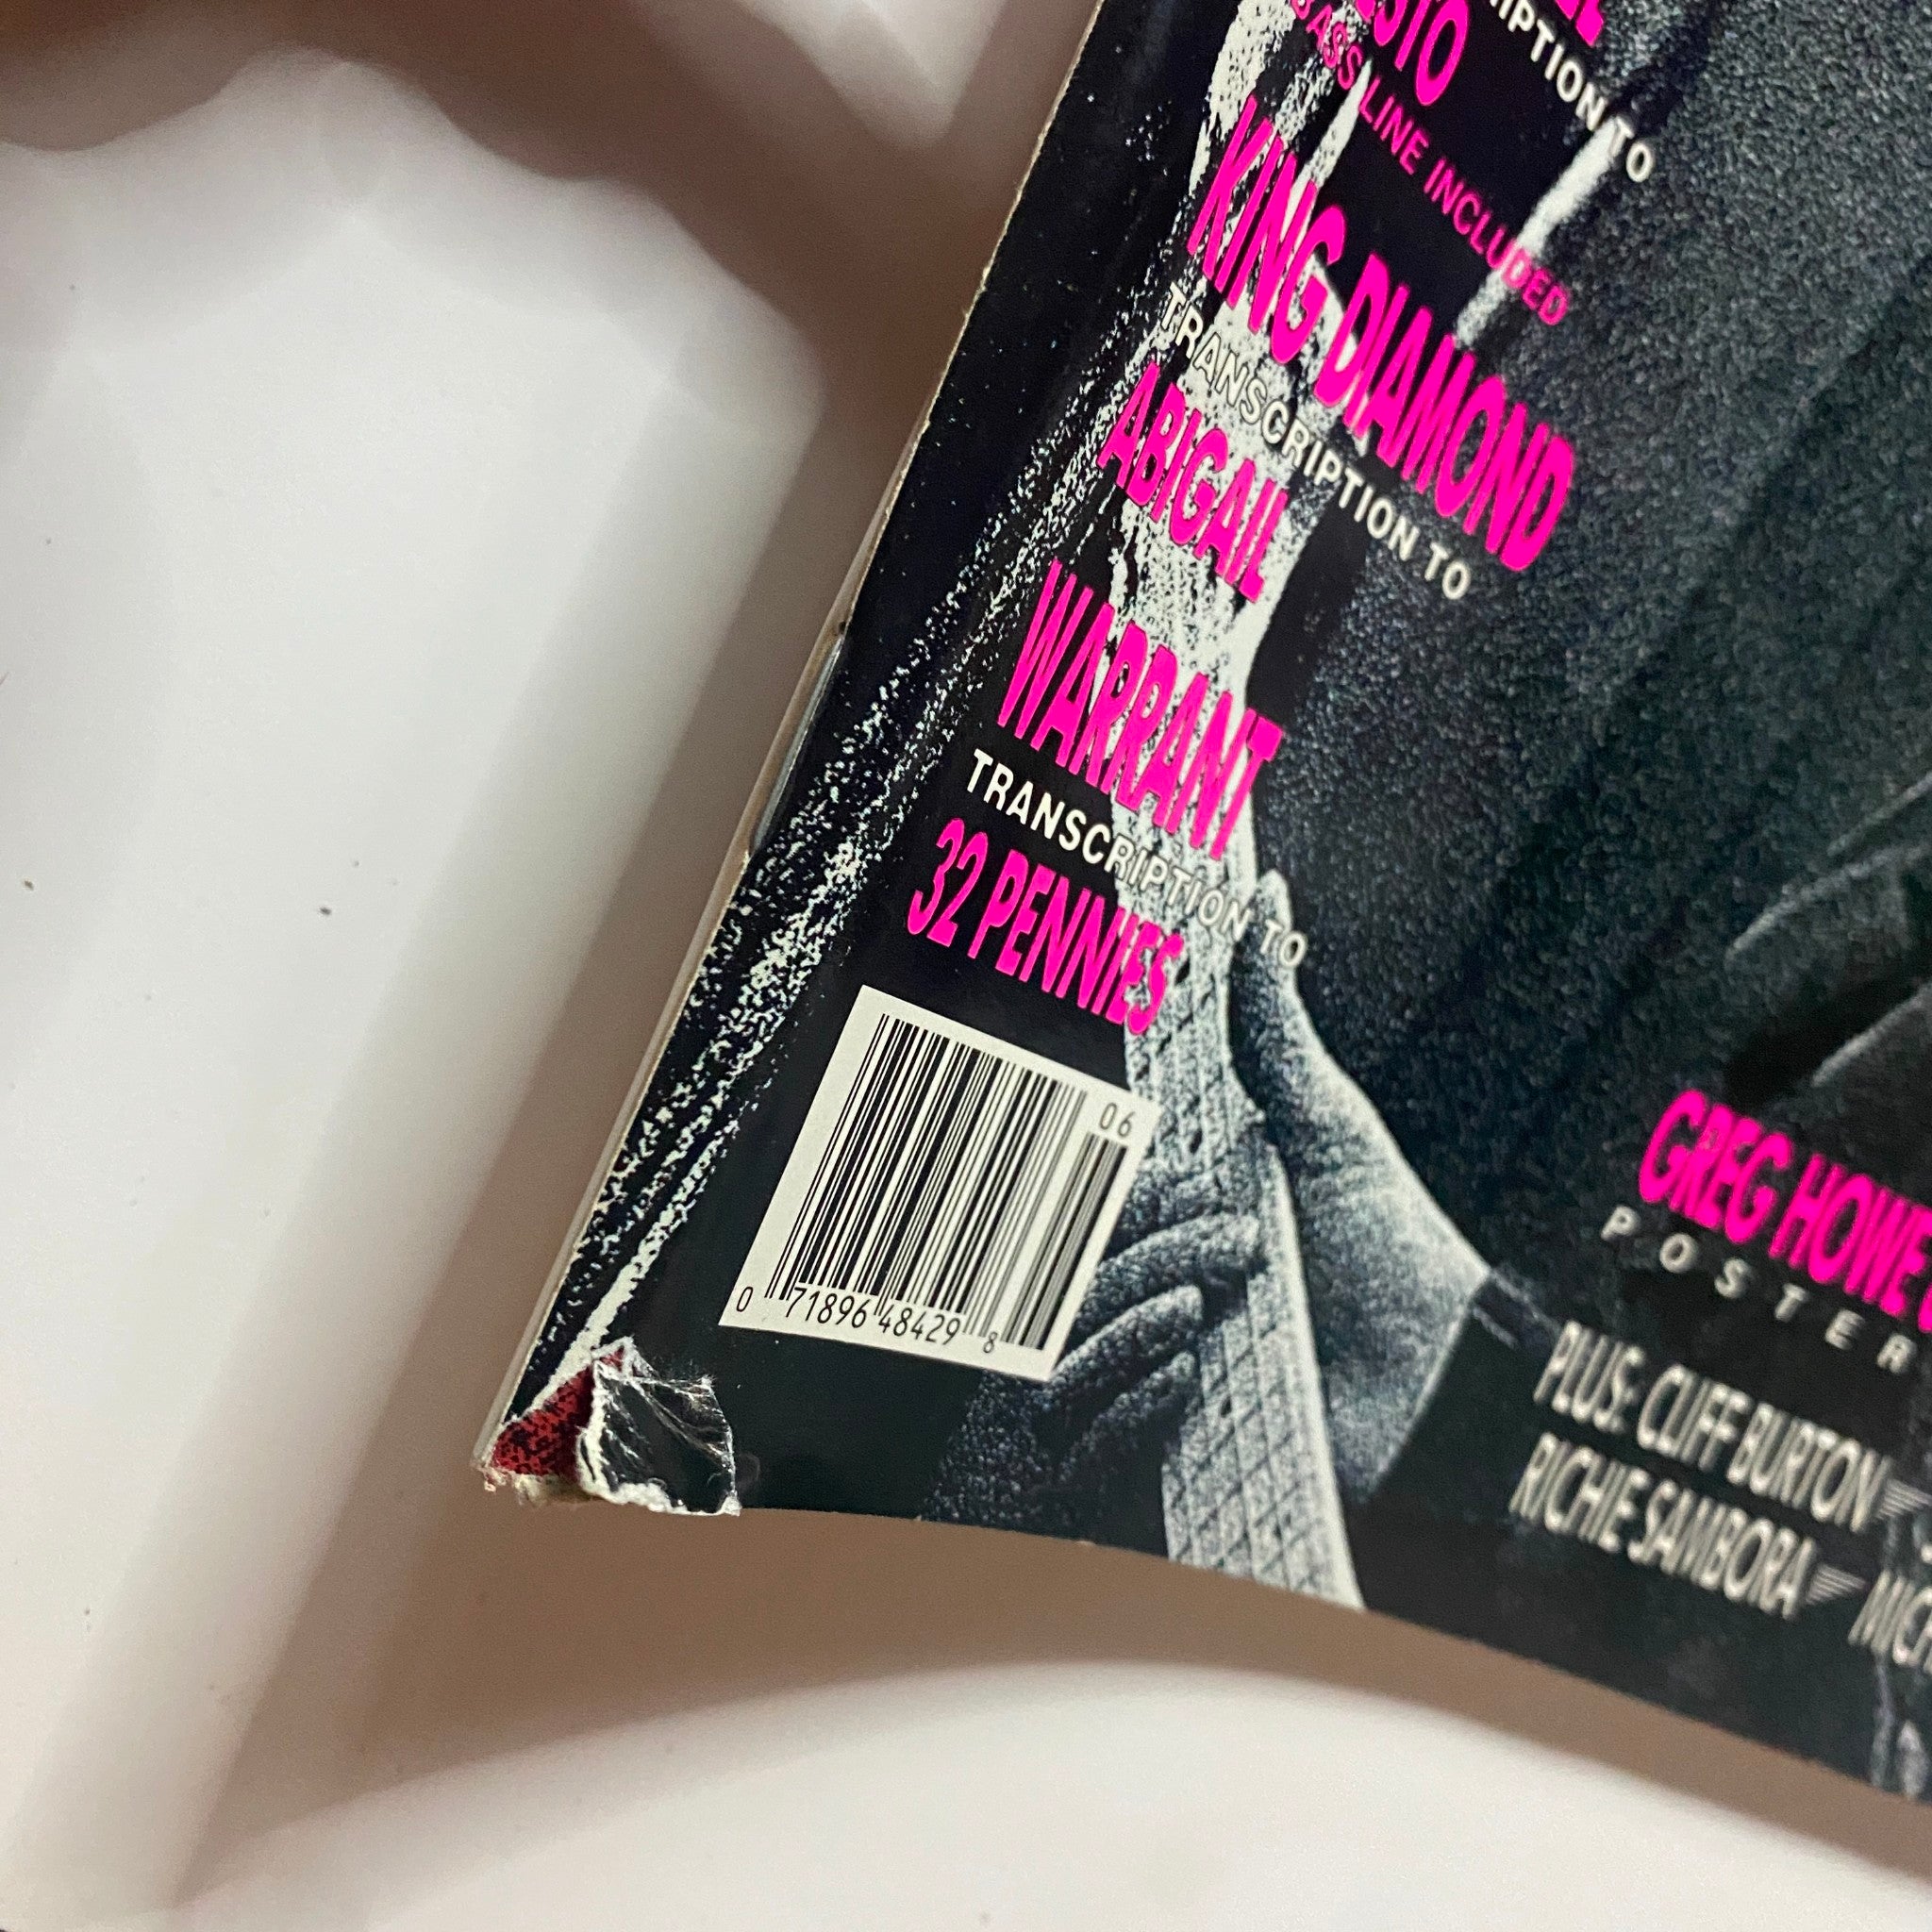 TO
BASS LINE INCLUDED
KING DIAMOND
TRANSCRIPTION TO
ABIGAIL
WARRANT
TRANSCRIPTION TO
32 PENNIES
06
0 71896 48429 8
GREG HOWE
POSTER
PLUS: CLIFF BURTON
RICHIE SAMBORA